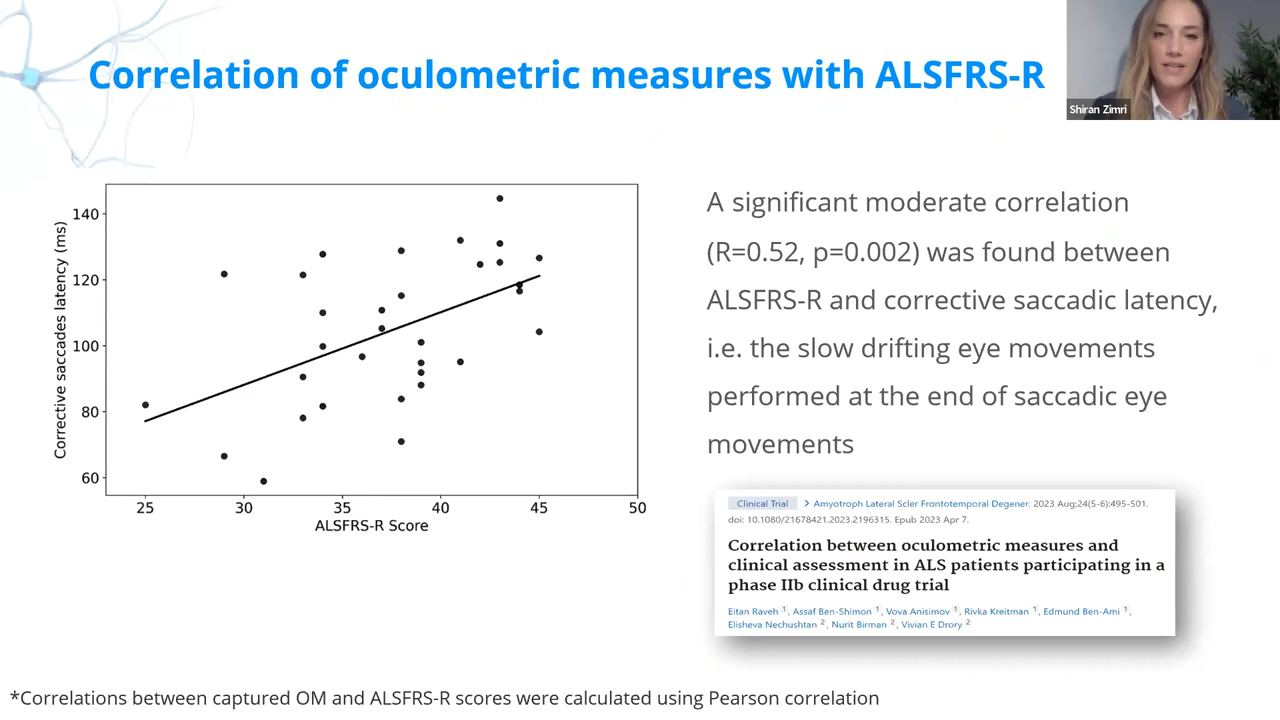 Correlation of oculometric measures with ALSFRS-R
Shiran Zimri
140
120
100
80
60
Corrective saccades latency (ms)
25 30 35 40 45 50
ALSFRS-R Score
A significant moderate correlation
(R=0.52, p=0.002) was found between
ALSFRS-R and corrective saccadic latency,
i.e. the slow drifting eye movements
performed at the end of saccadic eye
movements
Clinical Trial > Amyotroph Lateral Scler Frontotemporal Degener. 2023 Aug;24(5-6):495-501.
doi: 10.1080/21678421.2023.2196315. Epub 2023 Apr 7.
Correlation between oculometric measures and
clinical assessment in ALS patients participating in a
phase IIb clinical drug trial
Eitan Raveh 1, Assaf Ben-Shimon 1, Vova Anisimov 1, Rivka Kreitman 1, Edmund Ben-Ami 1,
Elisheva Nechushtan 2, Nurit Birman 2, Vivian E Drory 2
*Correlations between captured OM and ALSFRS-R scores were calculated using Pearson correlation